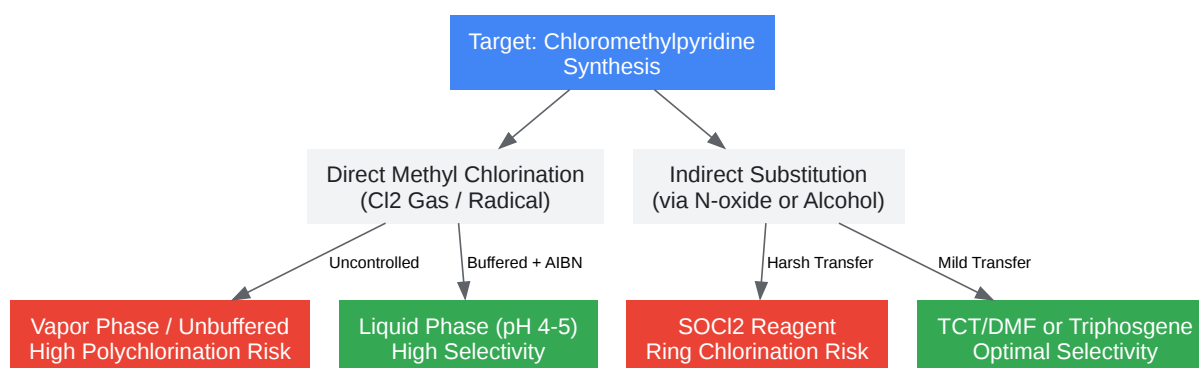 Target: Chloromethylpyridine
Synthesis
Direct Methyl Chlorination
(Cl2 Gas / Radical)
Indirect Substitution
(via N-oxide or Alcohol)
Uncontrolled
Buffered + AIBN
Harsh Transfer
Mild Transfer
Vapor Phase / Unbuffered
High Polychlorination Risk
Liquid Phase (pH 4-5)
High Selectivity
SOCl2 Reagent
Ring Chlorination Risk
TCT/DMF or Triphosgene
Optimal Selectivity